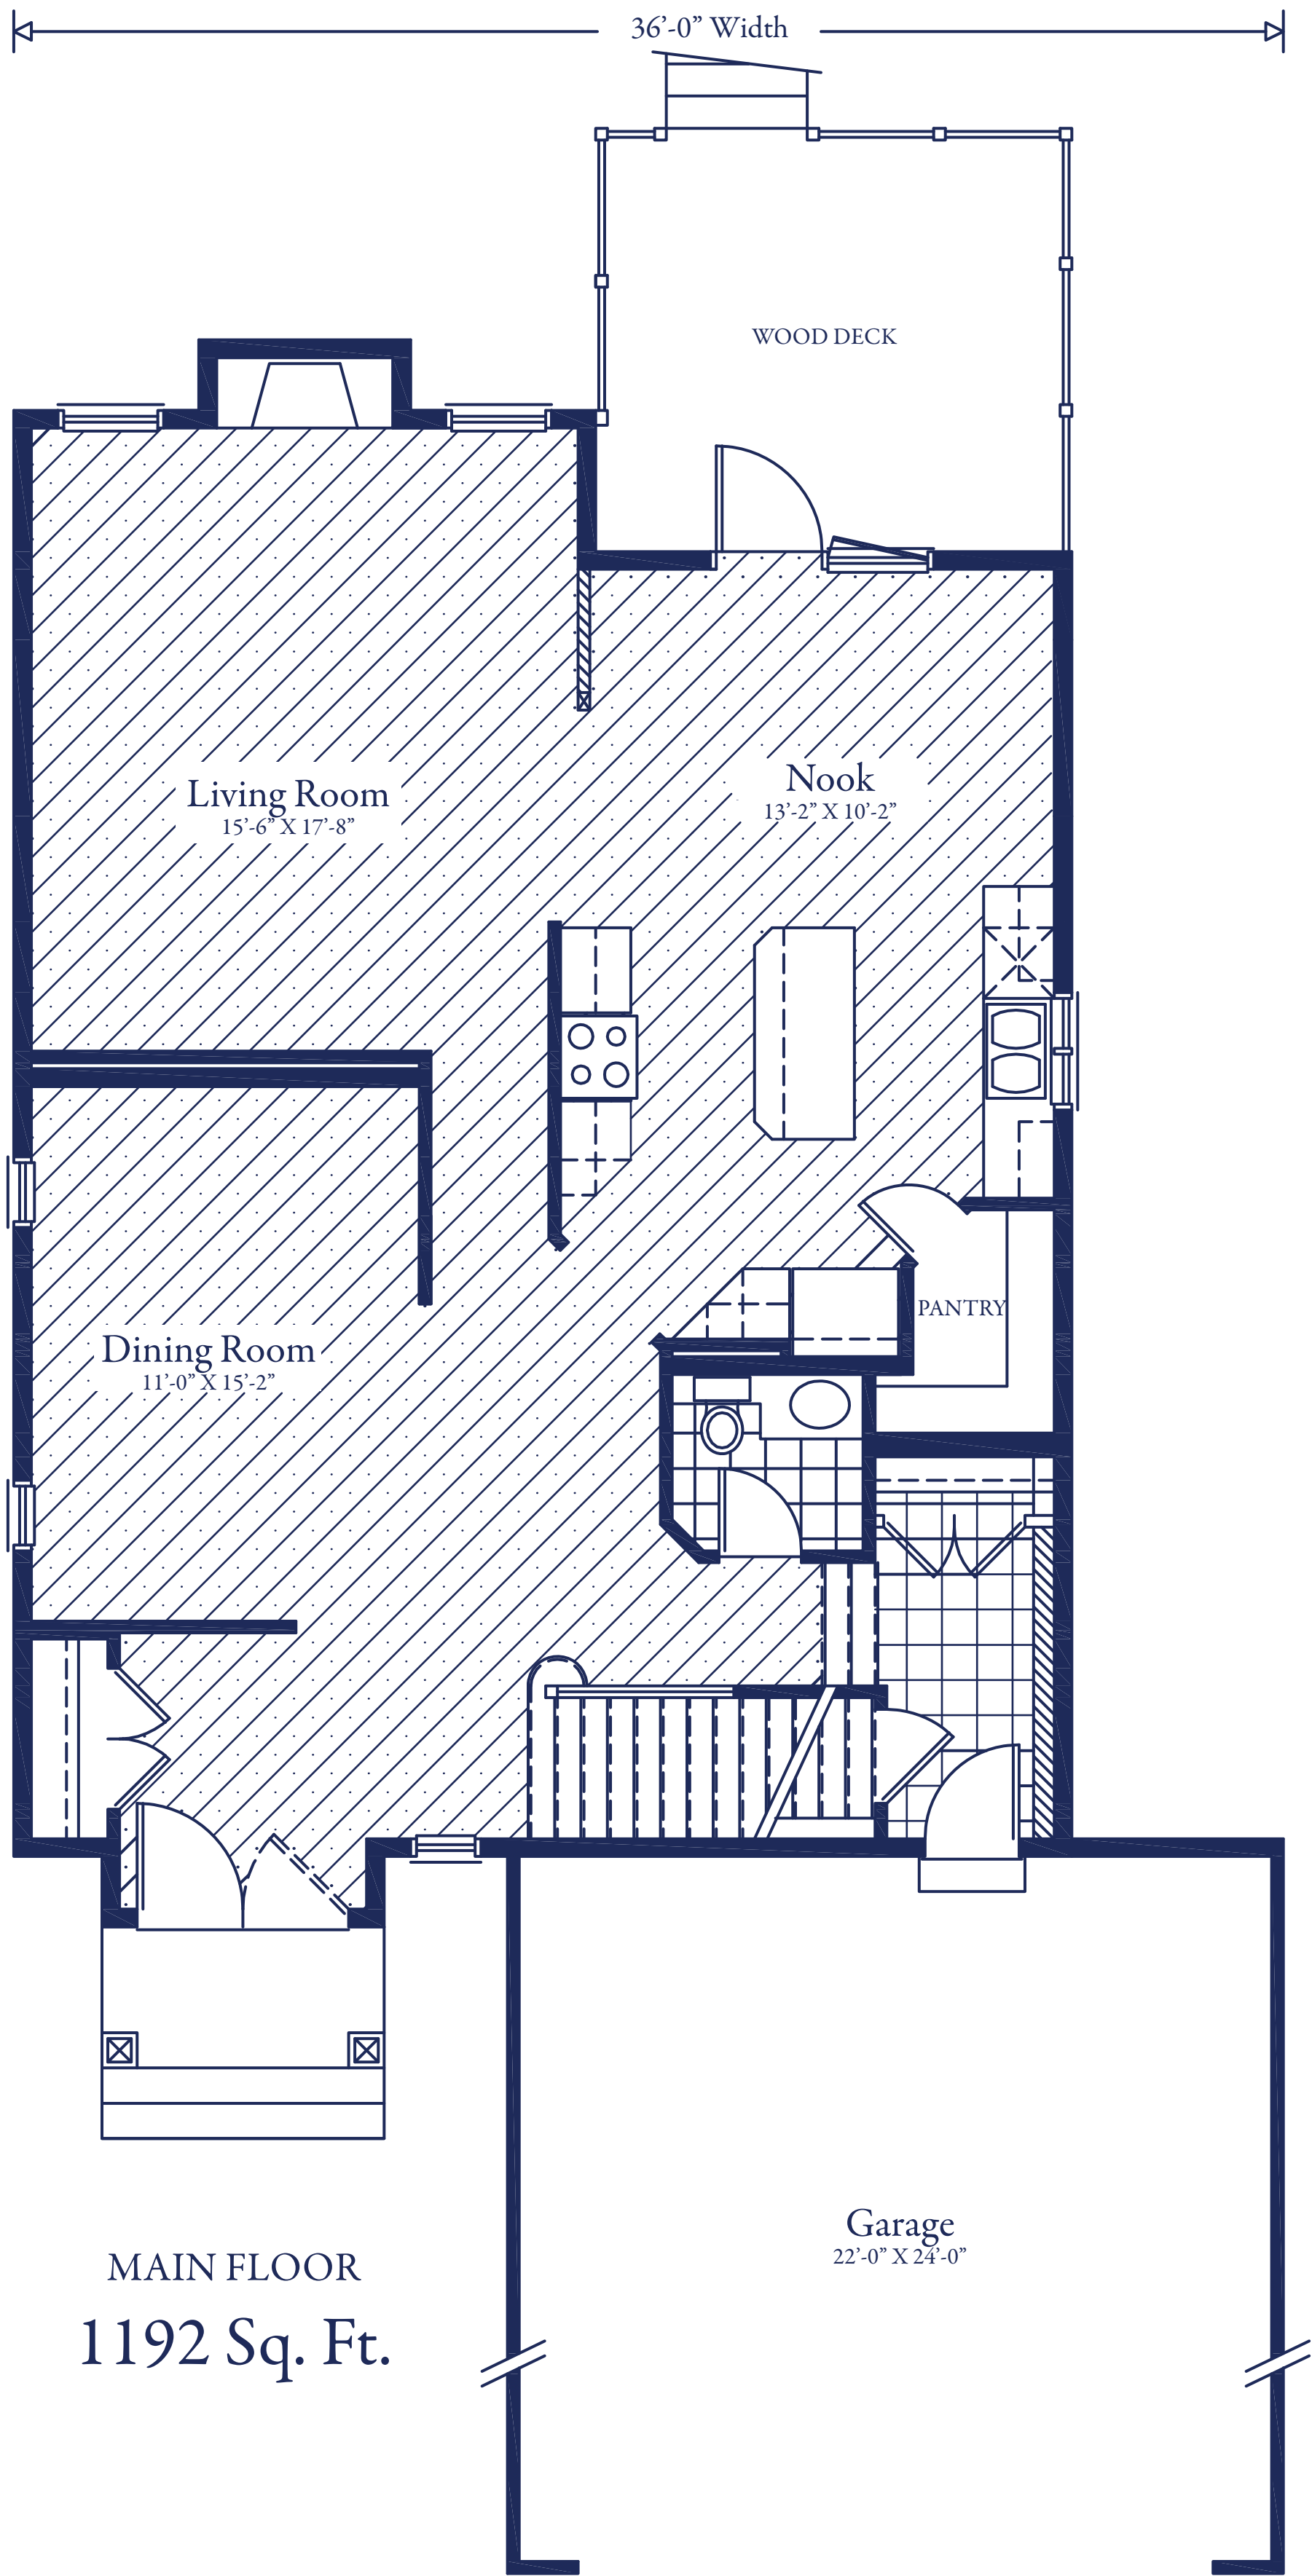 36’-0” Width
WOOD DECK
Living Room
15’-6” X 17’-8”
Nook
13’-2” X 10’-2”
PANTRY
Dining Room
11’-0” X 15’-2”
Garage
22’-0” X 24’-0”
MAIN FLOOR
1192 Sq. Ft.